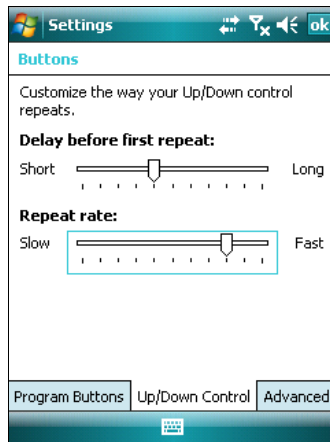 Settings ok
Buttons
Customize the way your Up/Down control
repeats.
Delay before first repeat:
Short Long
Repeat rate:
Slow Fast
Program Buttons Up/Down Control Advanced